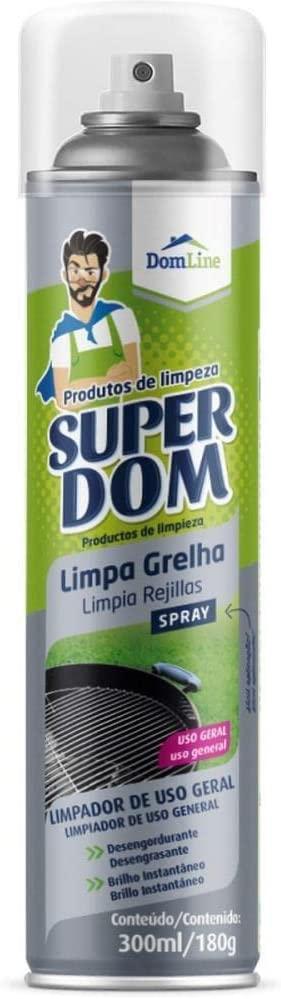 DomLine
Produtos de limpeza
SUPER
DOM
Productos de limpieza
Limpa Grelha
Limpia Rejillas
SPRAY
USO GERAL
uso general
LIMPADOR DE USO GERAL
LIMPIADOR DE USO GENERAL
>> Desengordurante
Desengrasante
>> Brilho Instantâneo
Brillo Instantáneo
Conteúdo/Contenido:
300ml/180g